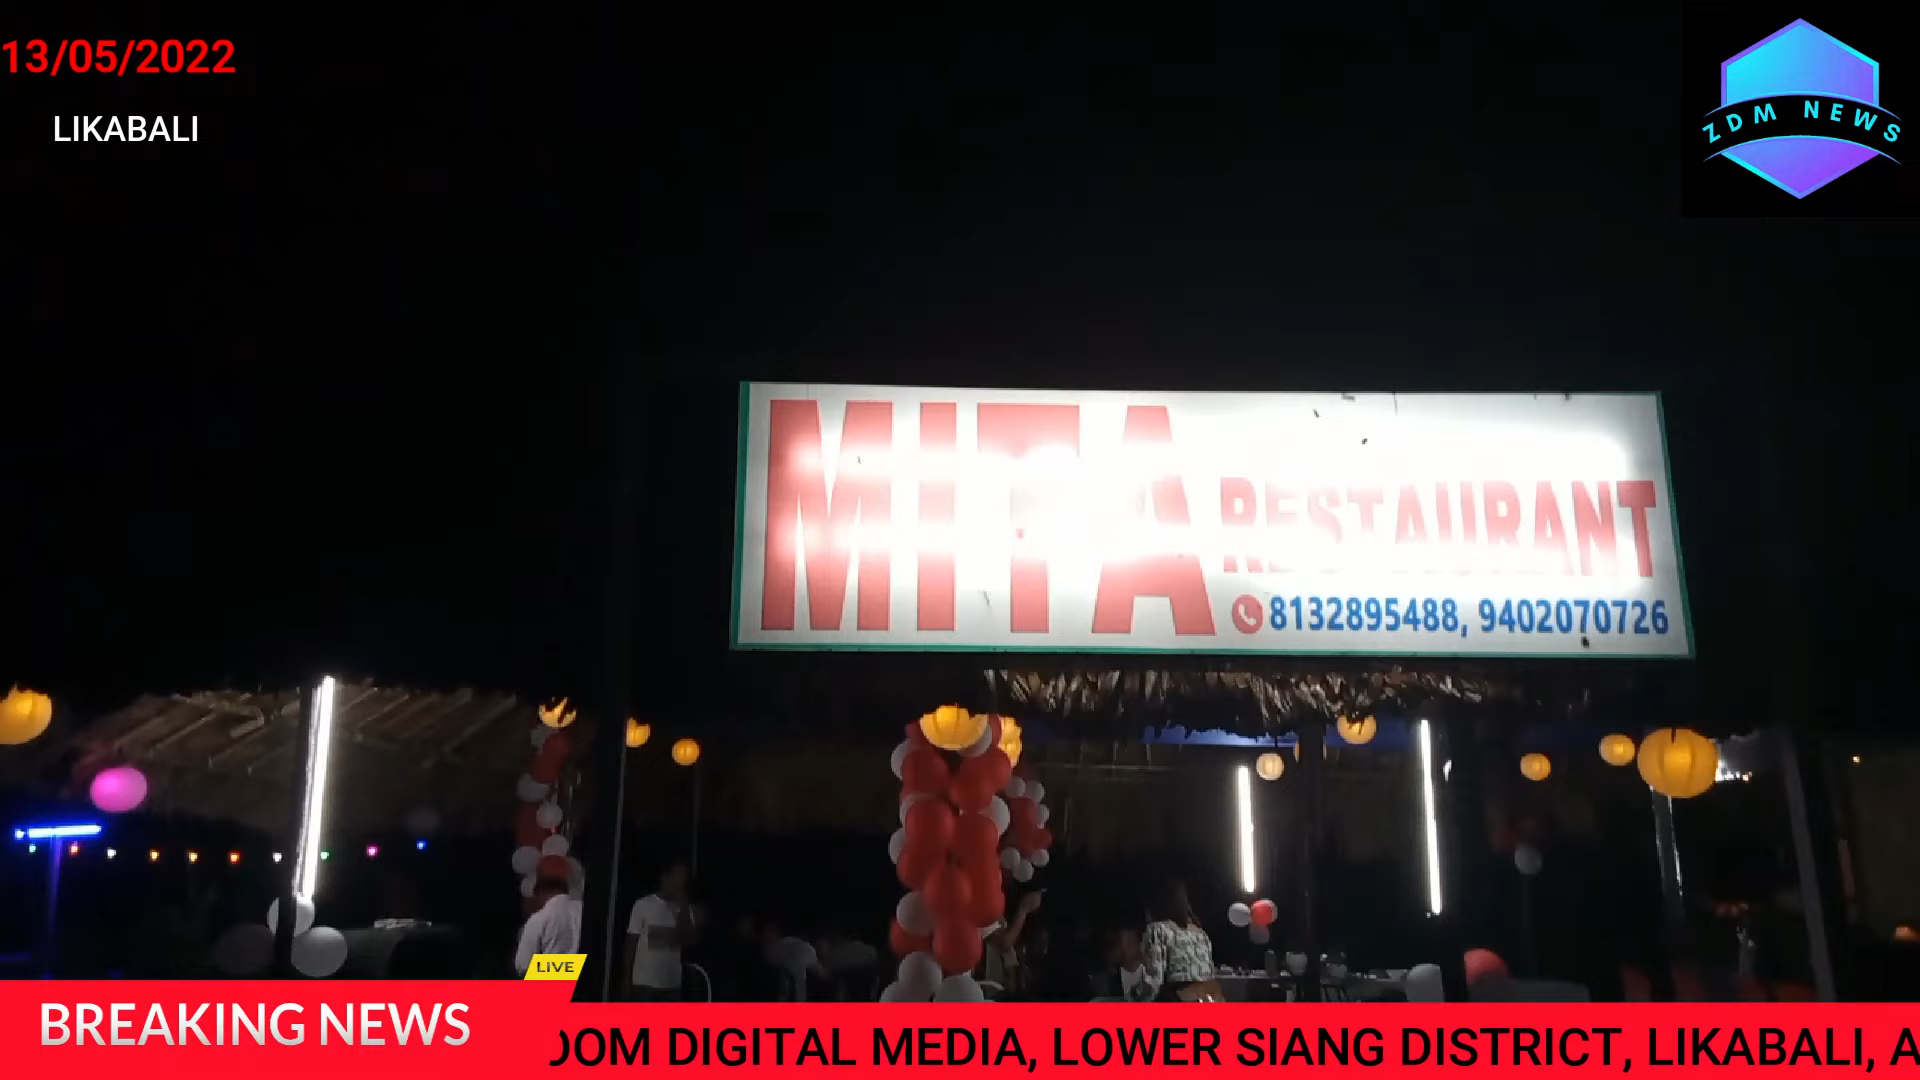 13/05/2022
LIKABALI
ZDM NEWS
MITA RESTAURANT
8132895488, 9402070726
LIVE
BREAKING NEWS
OOM DIGITAL MEDIA, LOWER SIANG DISTRICT, LIKABALI, A